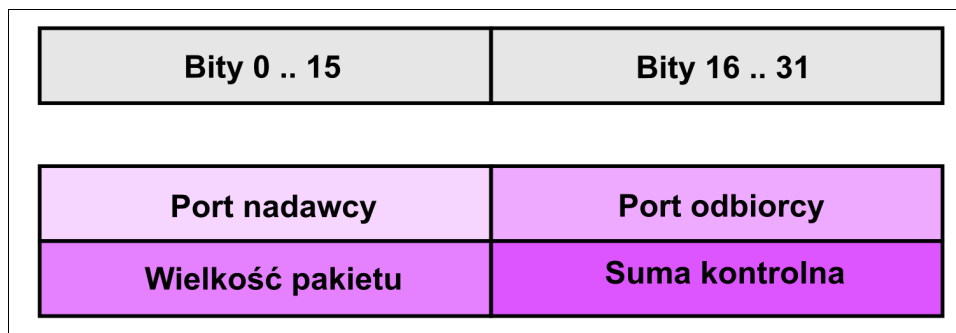 Bity 0 .. 15
Bity 16 .. 31
Port nadawcy
Port odbiorcy
Wielkość pakietu
Suma kontrolna